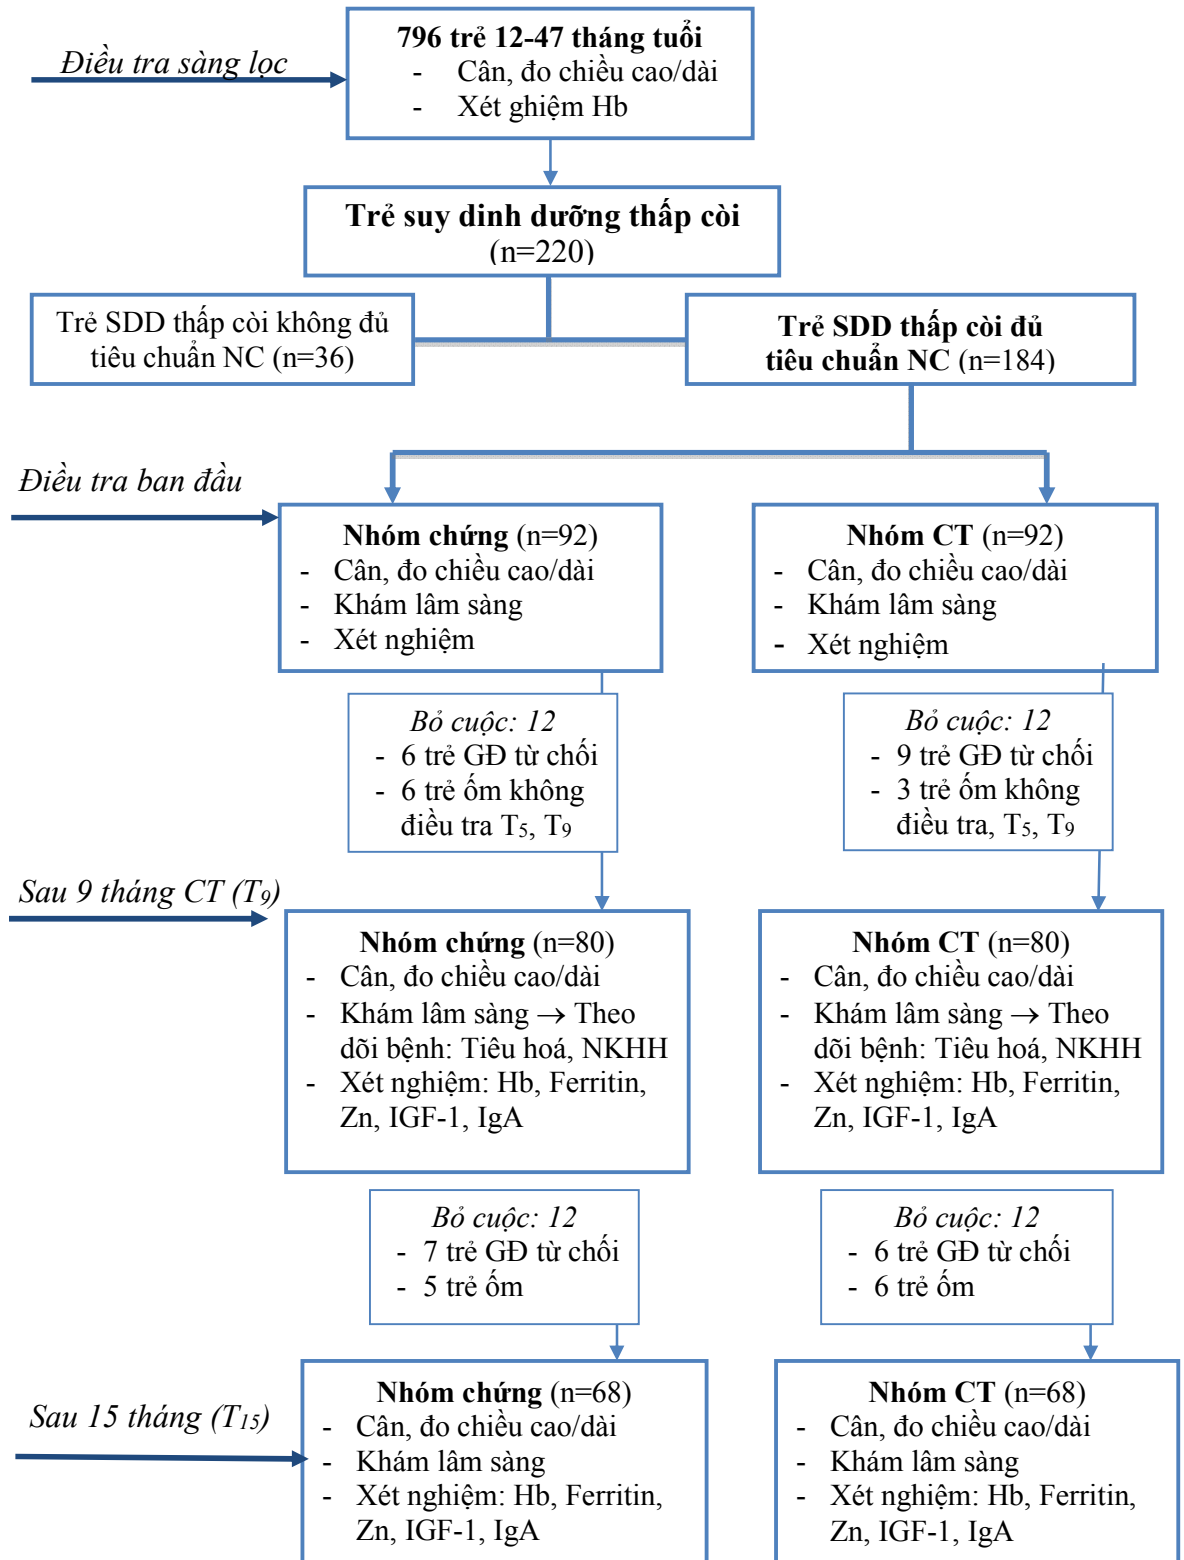 796 trẻ 12-47 tháng tuổi
Điều tra sàng lọc
- Cân, đo chiều cao/dài
- Xét ghiệm Hb
Trẻ suy dinh dưỡng thấp còi
(n=220)
Trẻ SDD thấp còi không đủ
tiêu chuẩn NC (n=36)
Trẻ SDD thấp còi đủ
tiêu chuẩn NC (n=184)
Điều tra ban đầu
Nhóm chứng (n=92)
- Cân, đo chiều cao/dài
- Khám lâm sàng
- Xét nghiệm
Nhóm CT (n=92)
- Cân, đo chiều cao/dài
- Khám lâm sàng
- Xét nghiệm
Bỏ cuộc: 12
- 6 trẻ GĐ từ chối
- 6 trẻ ốm không
điều tra T5, T9
Bỏ cuộc: 12
- 9 trẻ GĐ từ chối
- 3 trẻ ốm không
điều tra, T5, T9
Sau 9 tháng CT (T9)
Nhóm chứng (n=80)
- Cân, đo chiều cao/dài
- Khám lâm sàng → Theo
dõi bệnh: Tiêu hoá, NKHH
- Xét nghiệm: Hb, Ferritin,
Zn, IGF-1, IgA
Nhóm CT (n=80)
- Cân, đo chiều cao/dài
- Khám lâm sàng → Theo
dõi bệnh: Tiêu hoá, NKHH
- Xét nghiệm: Hb, Ferritin,
Zn, IGF-1, IgA
Bỏ cuộc: 12
- 7 trẻ GĐ từ chối
- 5 trẻ ốm
Bỏ cuộc: 12
- 6 trẻ GĐ từ chối
- 6 trẻ ốm
Sau 15 tháng (T15)
Nhóm chứng (n=68)
- Cân, đo chiều cao/dài
- Khám lâm sàng
- Xét nghiệm: Hb, Ferritin,
Zn, IGF-1, IgA
Nhóm CT (n=68)
- Cân, đo chiều cao/dài
- Khám lâm sàng
- Xét nghiệm: Hb, Ferritin,
Zn, IGF-1, IgA